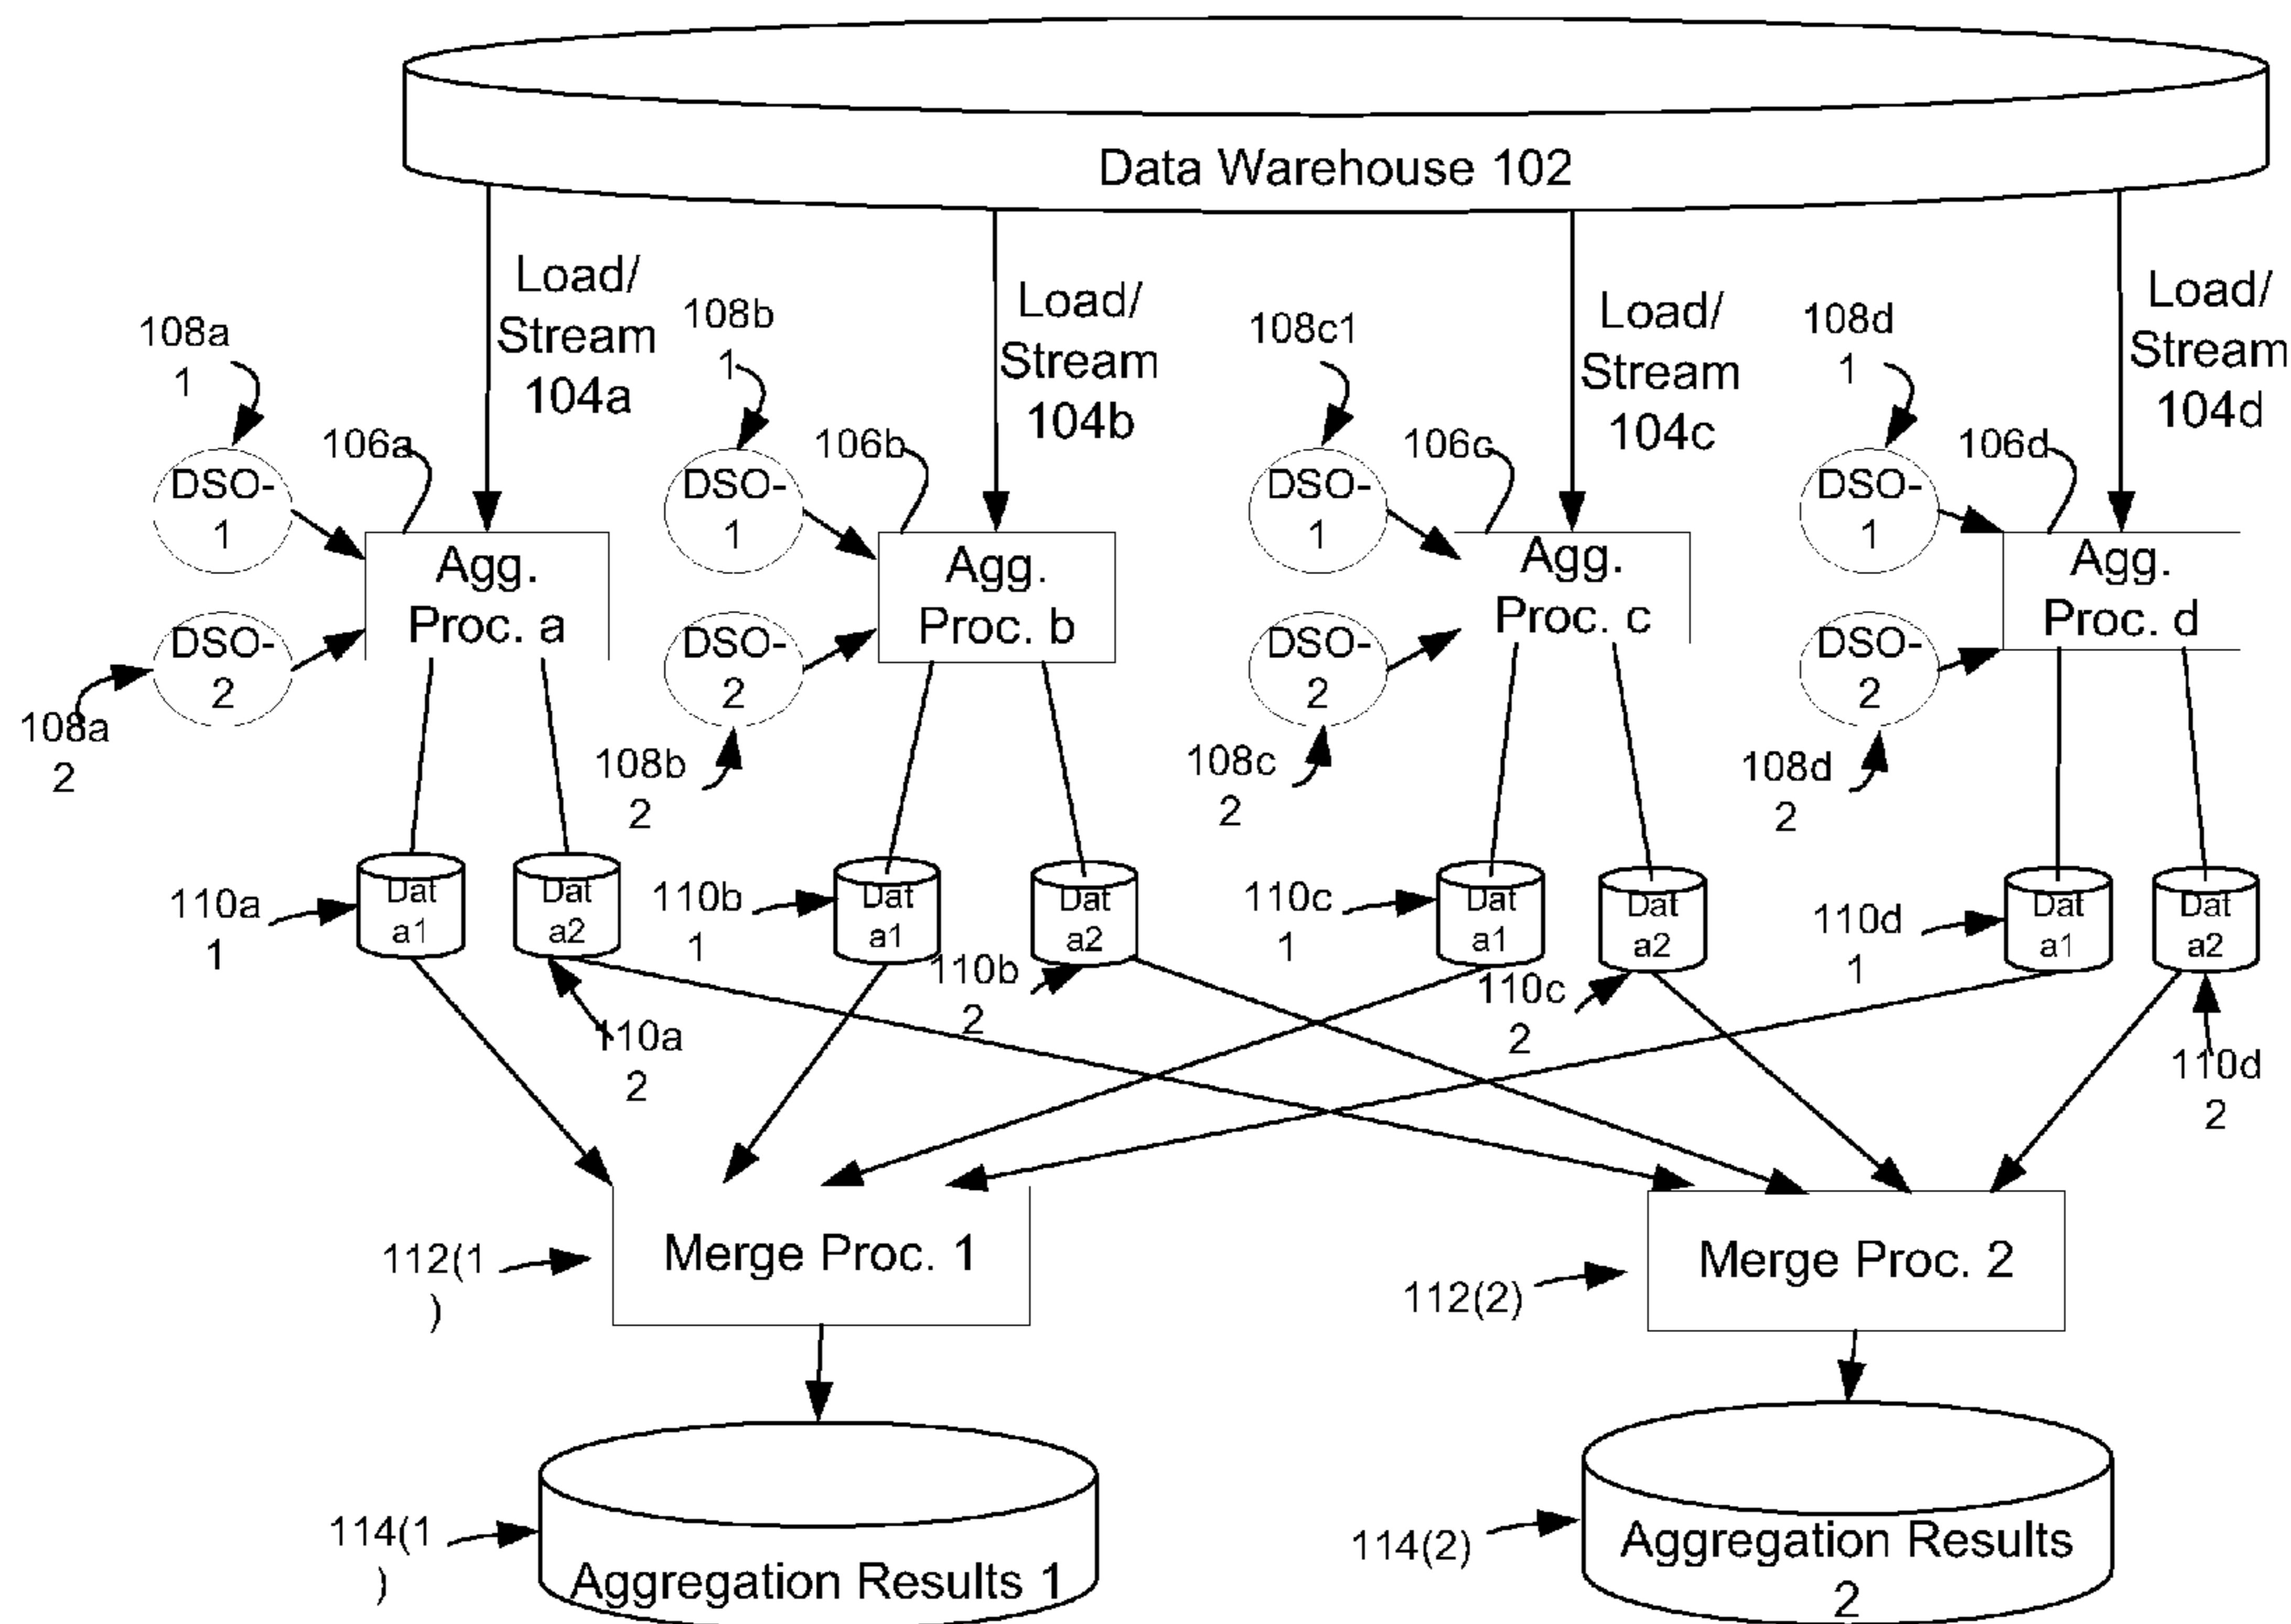 Data Warehouse 102
Load/
Stream
104a
Load/
Stream
104b
Load/
Stream
104c
Load/
Stream
104d
108a
1
108b
1
108c1
108d
1
106a
106b
106c
106d
DSO-
1
DSO-
1
DSO-
1
DSO-
1
Agg.
Proc. a
Agg.
Proc. b
Agg.
Proc. c
Agg.
Proc. d
DSO-
2
DSO-
2
DSO-
2
DSO-
2
108a
2
108b
2
108c
2
108d
2
110a
1
Dat
a1
Dat
a2
110b
1
Dat
a1
Dat
a2
110c
1
Dat
a1
Dat
a2
110d
1
Dat
a1
Dat
a2
110a
2
110b
2
110c
2
110d
2
112(1
)
Merge Proc. 1
112(2)
Merge Proc. 2
114(1
)
Aggregation Results 1
114(2)
Aggregation Results
2